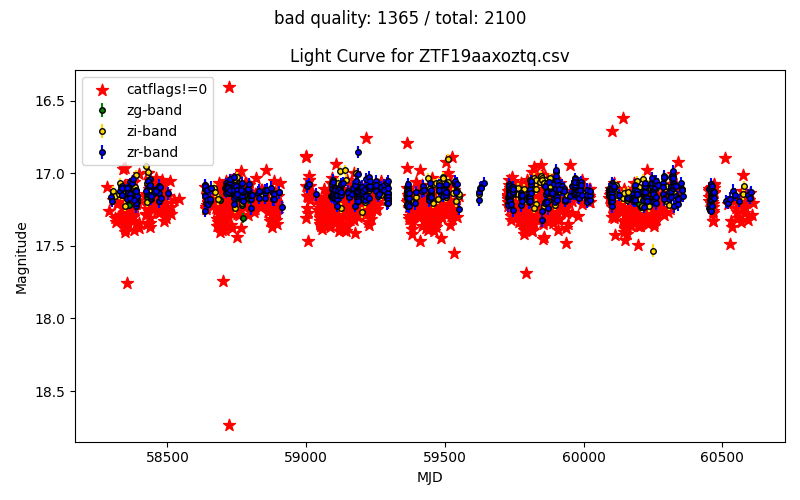 bad quality: 1365 / total: 2100
Light Curve for ZTF19aaxoztq.csv
catflags!=0
zg-band
zi-band
zr-band
16.5
17.0
17.5
18.0
18.5
Magnitude
58500
59000
59500
60000
60500
MJD